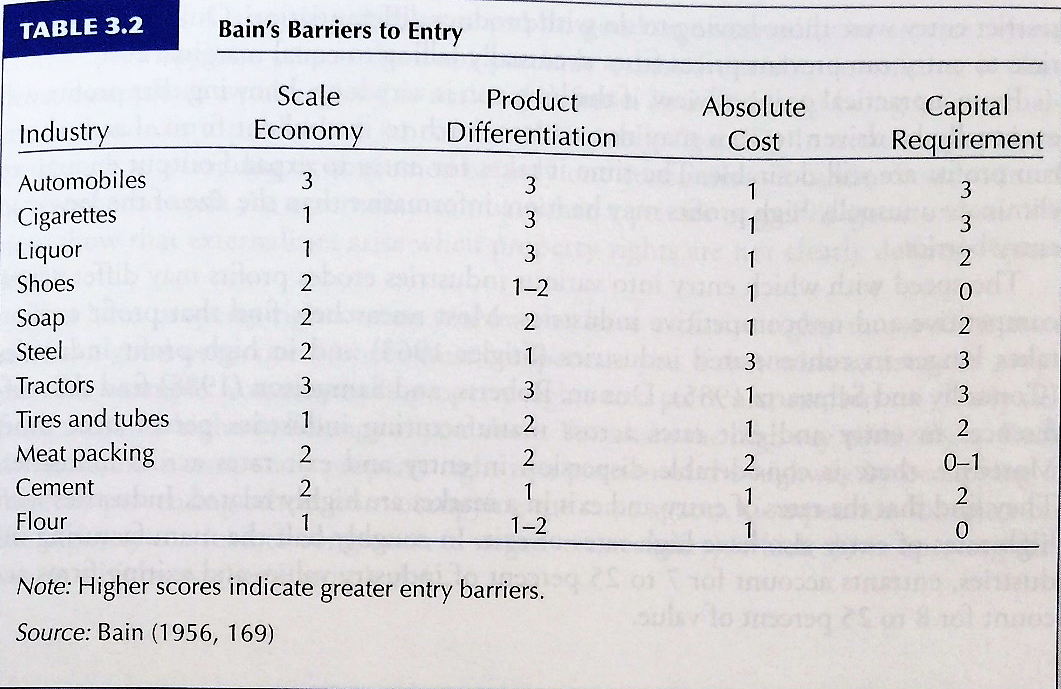 TABLE 3.2 Bain's Barriers to Entry
Scale Product Absolute Capital
Industry Economy Differentiation Cost Requirement
Automobiles 3 3 1 3
Cigarettes 1 3 1 3
Liquor 1 3 1 2
Shoes 2 1–2 1 0
Soap 2 2 1 2
Steel 2 1 3 3
Tractors 3 3 1 3
Tires and tubes 1 2 1 2
Meat packing 2 2 2 0–1
Cement 2 1 1 2
Flour 1 1–2 1 0
Note: Higher scores indicate greater entry barriers.
Source: Bain (1956, 169)